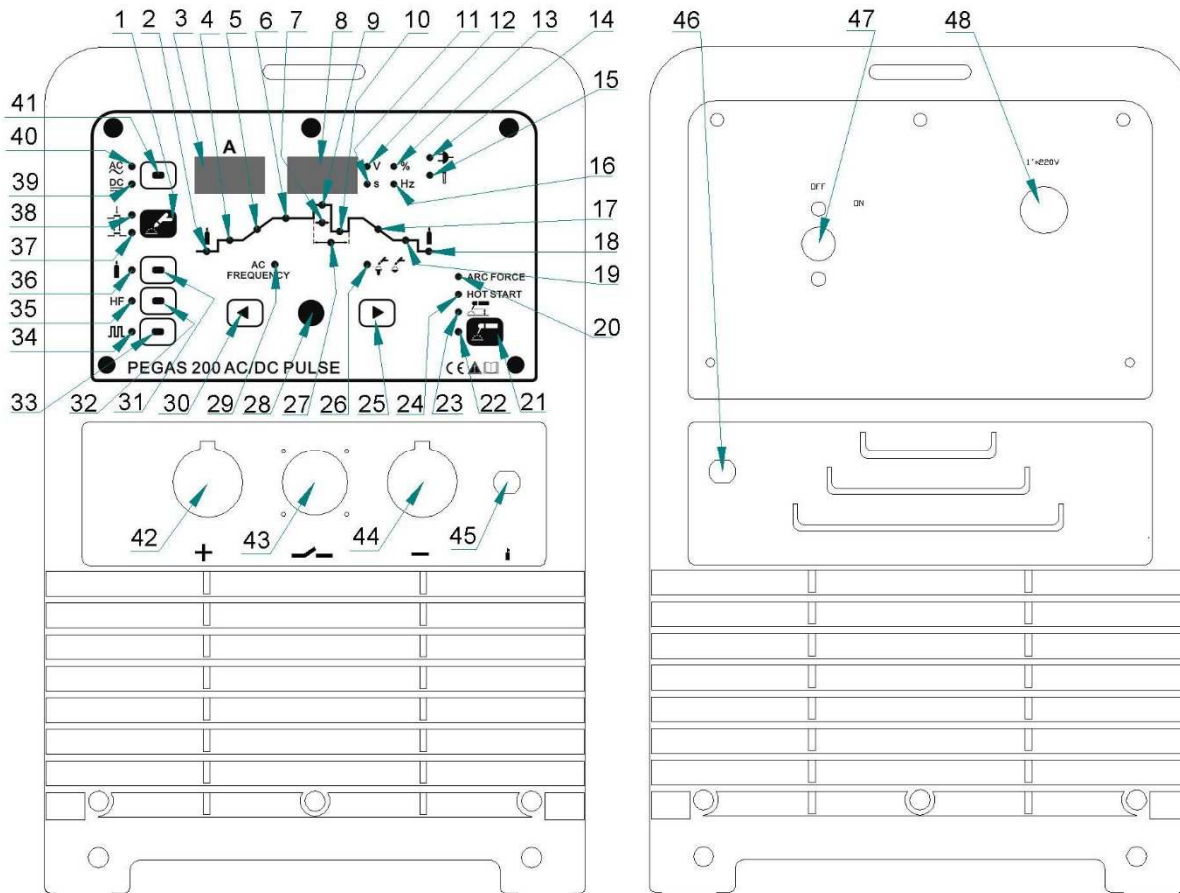 1 2 3 4 5 6 7 8 9 10 11 12 13 14 15
46 47 48
41
40
39
38
37
36
35
34
33 32 31 30 29 28 27 26 25 24 23 22 21
16
17
18
19
20
A
AC
DC
V %
s Hz
HF
AC
FREQUENCY
ARC FORCE
HOT START
PEGAS 200 AC/DC PULSE
CE
42 43 44 45
+ −
OFF
ON
1~220V